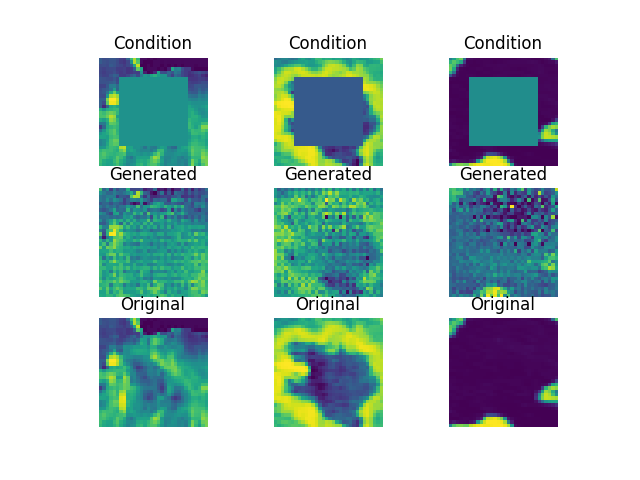 Condition Condition Condition
Generated Generated Generated
Original Original Original